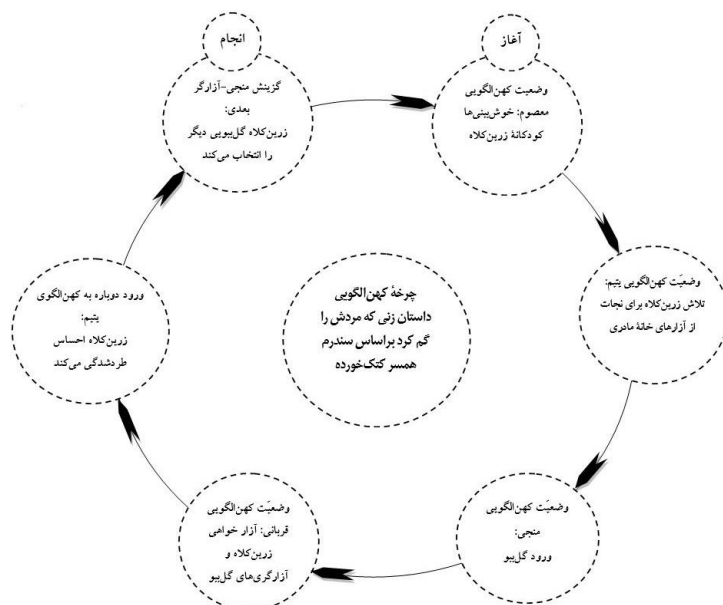 آغاز
وضعیت کهن‌الگویی
معصوم: خوش‌بینی‌ها
کودکانهٔ زرین‌کلاه
وضعیّت کهن‌الگویی یتیم:
تلاش زرین‌کلاه برای نجات
از آزارهای خانهٔ مادری
وضعیّت کهن‌الگویی
منجی:
ورود گل‌ببو
وضعیّت کهن‌الگویی
قربانی: آزار خواهی
زرین‌کلاه و
آزارگری‌های گل‌ببو
ورود دوباره به کهن‌الگوی
یتیم:
زرین‌کلاه احساس
طردشدگی می‌کند
انجام
گزینش منجی-آزارگر
بعدی:
زرین‌کلاه گل‌ببویی دیگر
را انتخاب می‌کند
چرخهٔ کهن‌الگویی
داستان زنی که مردش را
گم کرد براساس سندرم
همسر کتک‌خورده